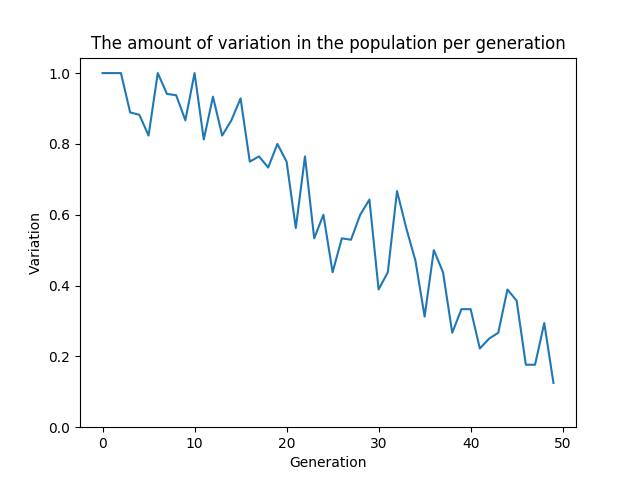 The amount of variation in the population per generation
1.0
0.8
0.6
0.4
0.2
0.0
Variation
0 10 20 30 40 50
Generation